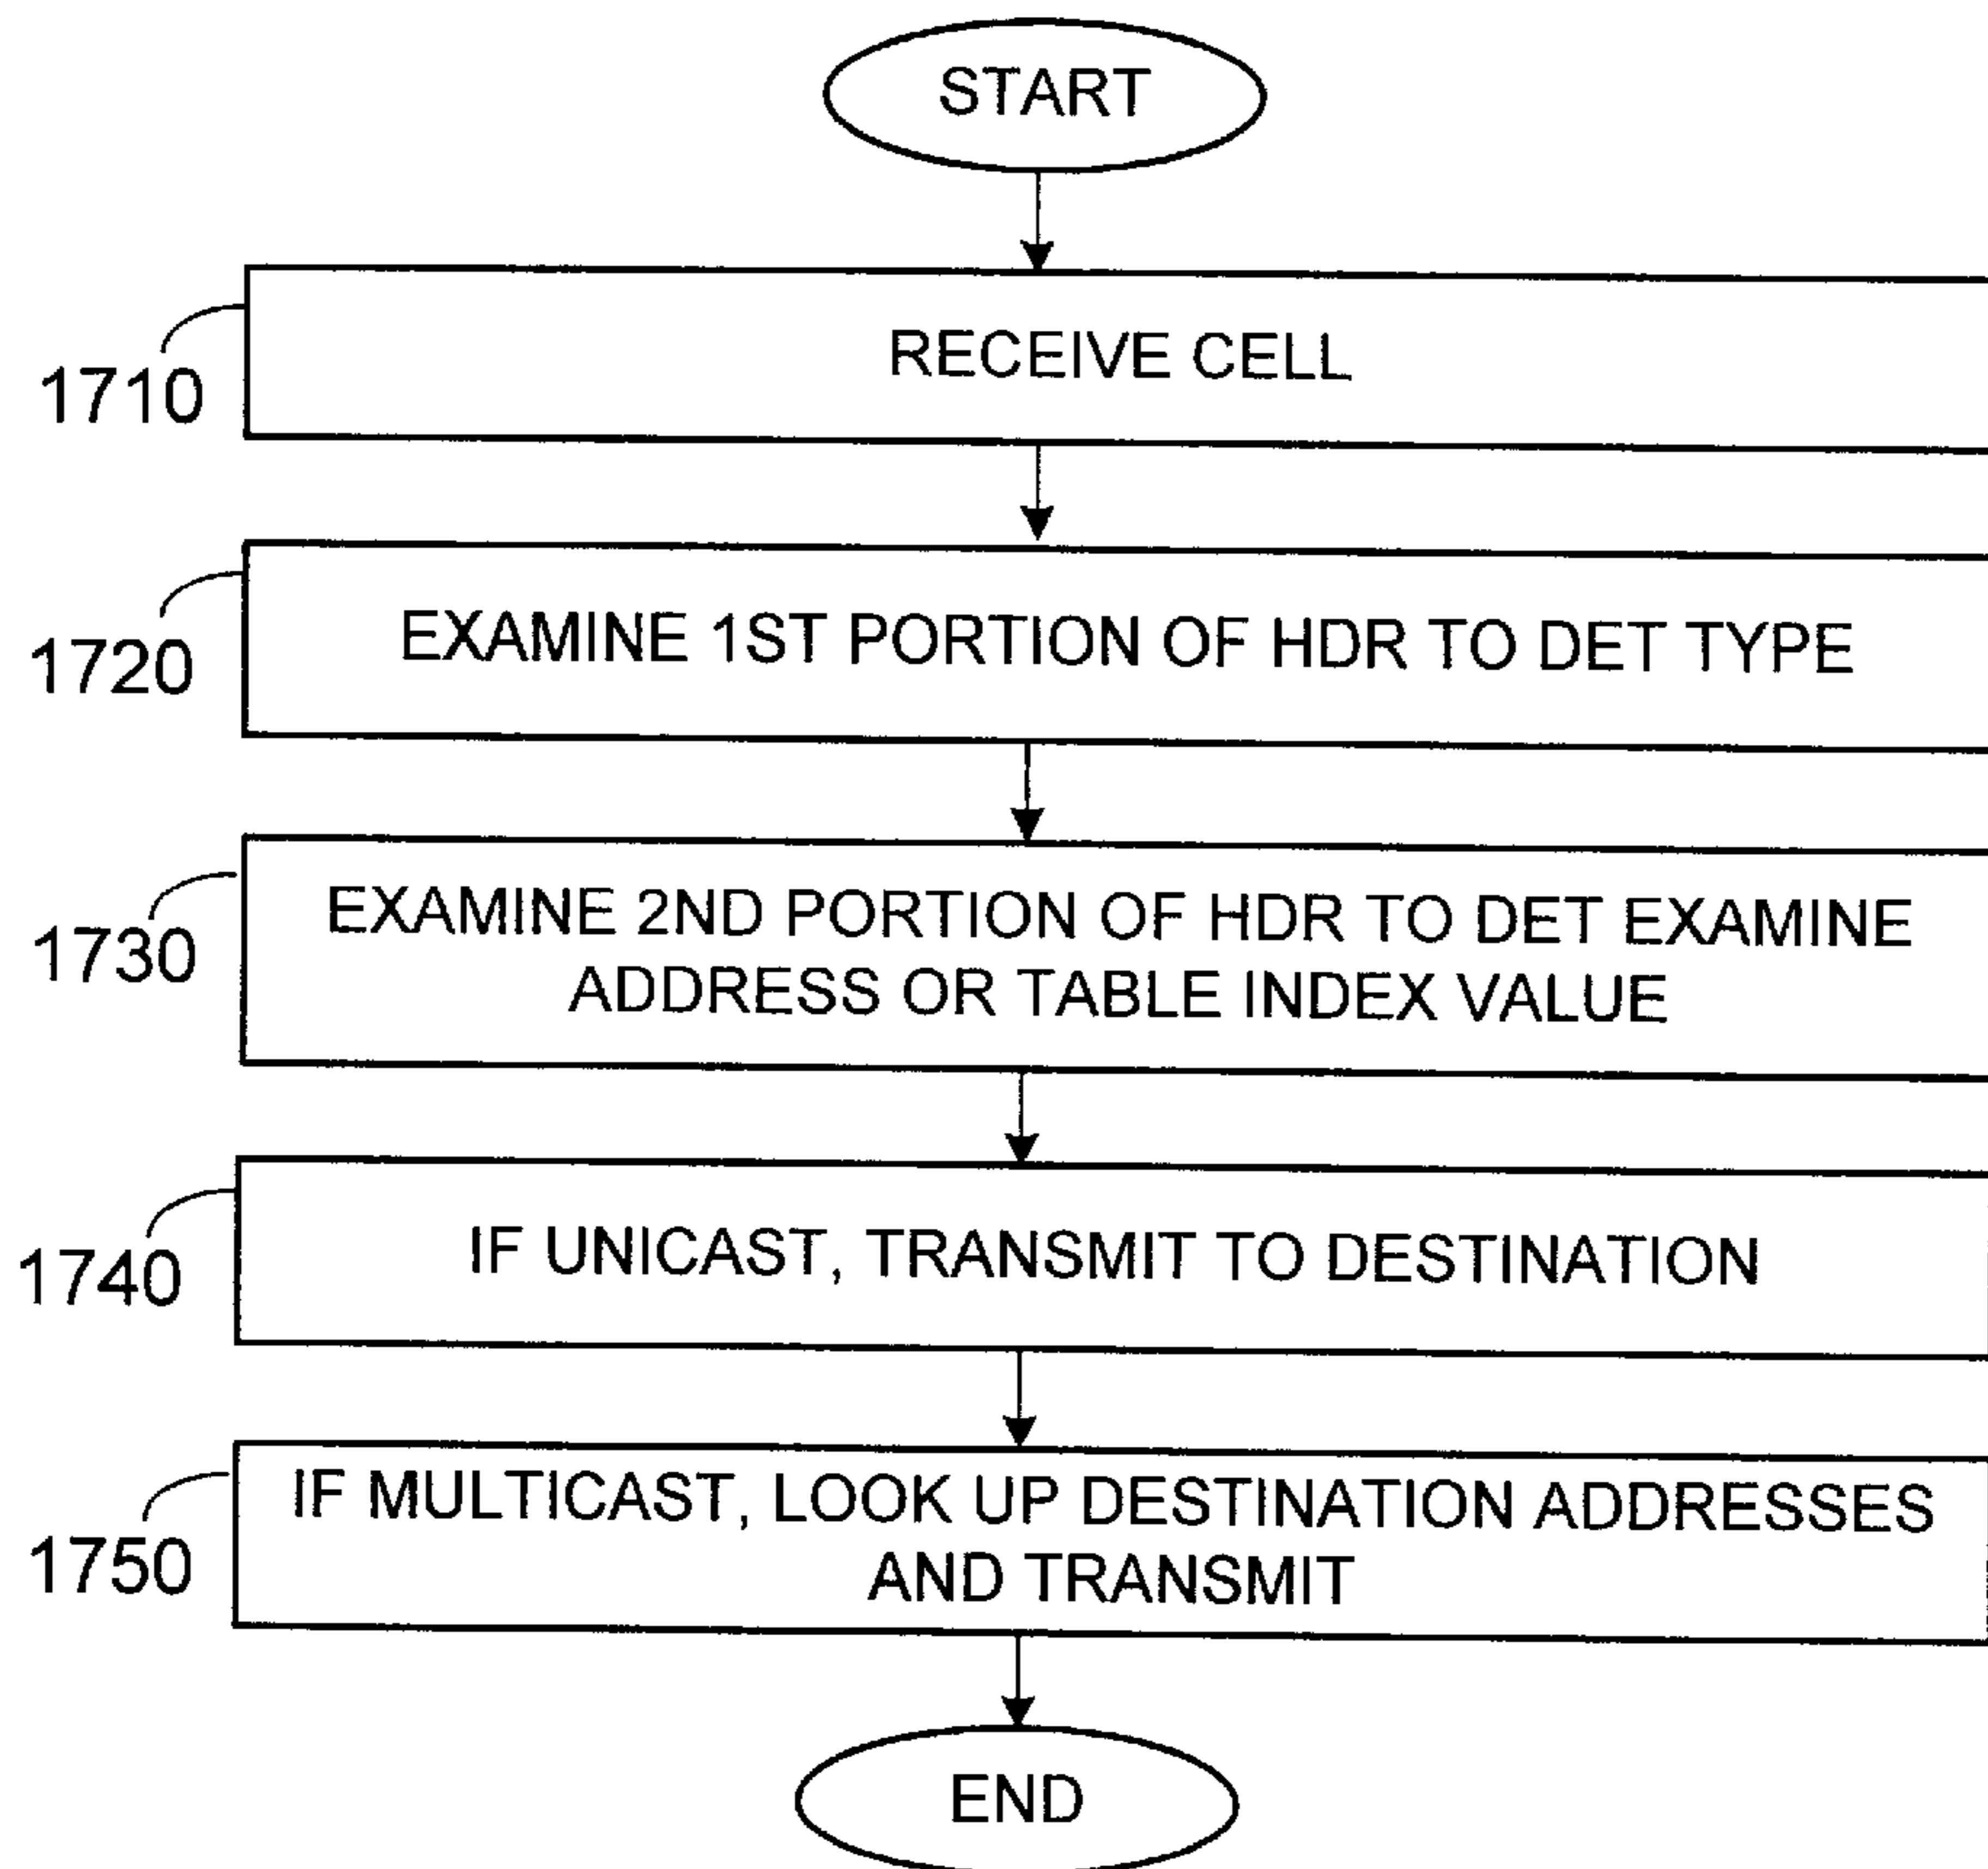 START
RECEIVE CELL
1710
EXAMINE 1ST PORTION OF HDR TO DET TYPE
1720
EXAMINE 2ND PORTION OF HDR TO DET EXAMINE
ADDRESS OR TABLE INDEX VALUE
1730
IF UNICAST, TRANSMIT TO DESTINATION
1740
IF MULTICAST, LOOK UP DESTINATION ADDRESSES
AND TRANSMIT
1750
END